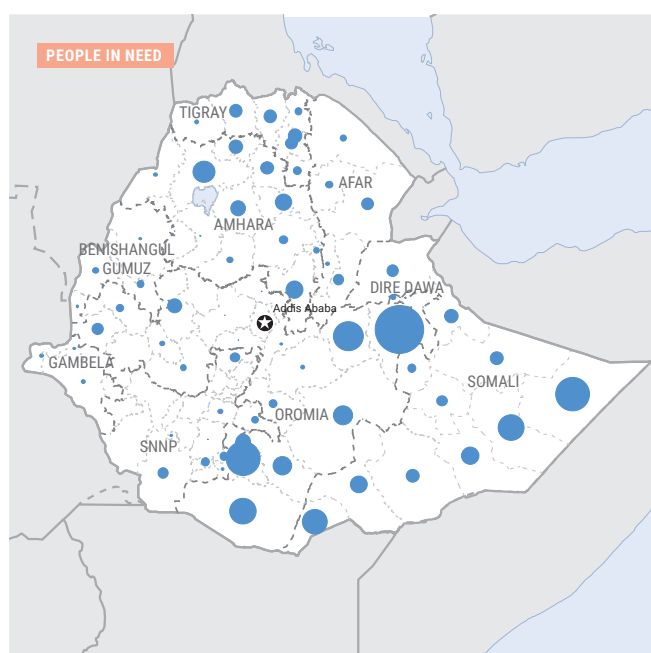 PEOPLE IN NEED
TIGRAY
AFAR
AMHARA
BENISHANGUL
GUMUZ
DIRE DAWA
Addis Ababa
GAMBELA
SOMALI
OROMIA
SNNP